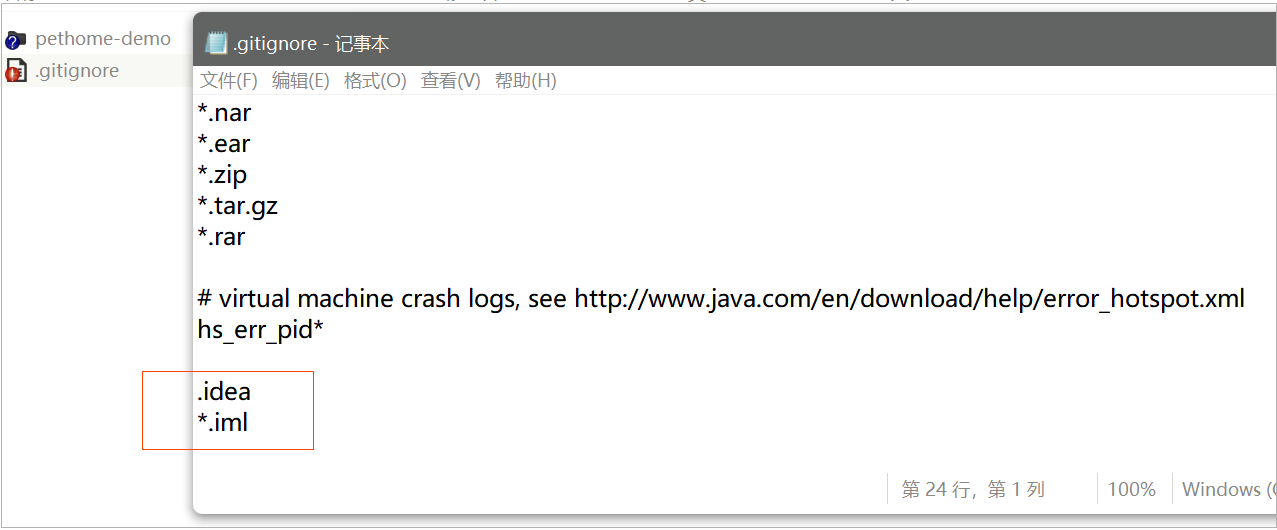 pethome-demo
.gitignore
.gitignore - 记事本
文件(F) 编辑(E) 格式(O) 查看(V) 帮助(H)
*.nar
*.ear
*.zip
*.tar.gz
*.rar
# virtual machine crash logs, see http://www.java.com/en/download/help/error_hotspot.xml
hs_err_pid*
.idea
*.iml
第 24 行，第 1 列 100% Windows (